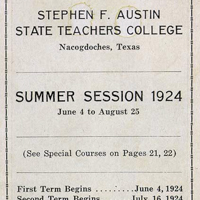 STEPHEN F. AUSTIN
STATE TEACHERS COLLEGE
Nacogdoches, Texas
SUMMER SESSION 1924
June 4 to August 25
(See Special Courses on Pages 21, 22)
First Term Begins ........... June 4, 1924
Second Term Begins ........ July 16, 1924